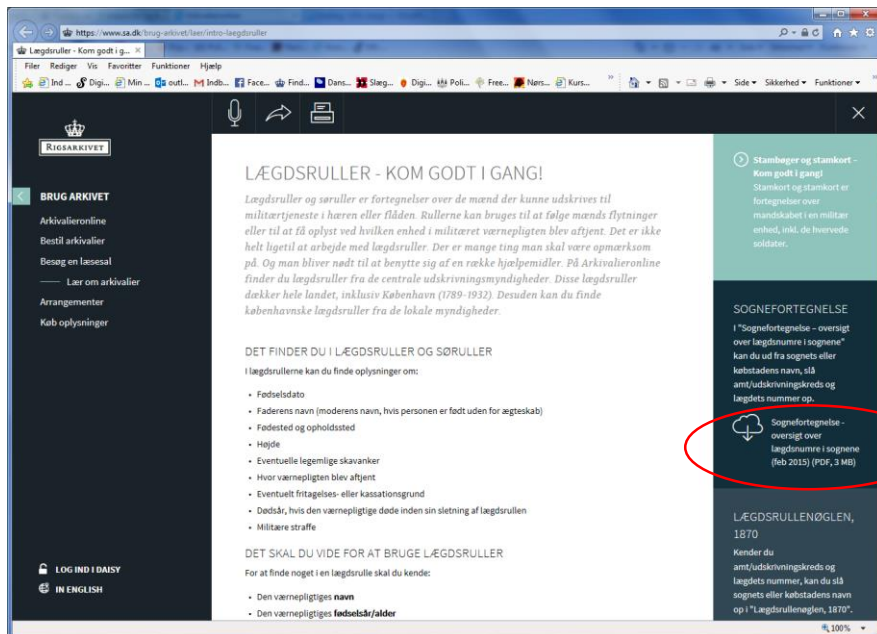 https://www.sa.dk/brug-arkivet/laer/intro-laegdsruller
Lægdsruller - Kom godt i g...
Filer Rediger Vis Favoritter Funktioner Hjælp
Ind ... Digi... Min ... outl... Indb... Face... Find... Dans... Slæg... Digi... Poli... Free... Nørs... Kurs... » Side Sikkerhed Funktioner »
RIGSARKIVET
BRUG ARKIVET
Arkivalieronline
Bestil arkivalier
Besøg en læsesal
Lær om arkivalier
Arrangementer
Køb oplysninger
LOG IND I DAISY
IN ENGLISH
LÆGDSRULLER - KOM GODT I GANG!
Lægdsruller og søruller er fortegnelser over de mænd der kunne udskrives til
militærtjeneste i hæren eller flåden. Rullerne kan bruges til at følge mænds flytninger
eller til at få oplyst ved hvilken enhed i militæret værnepligten blev aftjent. Det er ikke
helt ligetil at arbejde med lægdsruller. Der er mange ting man skal være opmærksom
på. Og man bliver nødt til at benytte sig af en række hjælpemidler. På Arkivalieronline
finder du lægdsruller fra de centrale udskrivningsmyndigheder. Disse lægdsruller
dækker hele landet, inklusiv København (1789-1932). Desuden kan du finde
københavnske lægdsruller fra de lokale myndigheder.
DET FINDER DU I LÆGDSRULLER OG SØRULLER
I lægdsrullerne kan du finde oplysninger om:
• Fødselsdato
• Faderens navn (moderens navn, hvis personen er født uden for ægteskab)
• Fødested og opholdssted
• Højde
• Eventuelle legemlige skavanker
• Hvor værnepligten blev aftjent
• Eventuelt fritagelses- eller kassationsgrund
• Dødsår, hvis den værnepligtige døde inden sin sletning af lægdsrullen
• Militære straffe
DET SKAL DU VIDE FOR AT BRUGE LÆGDSRULLER
For at finde noget i en lægdsrulle skal du kende:
• Den værnepligtiges navn
• Den værnepligtiges fødselsår/alder
Stambøger og stamkort –
Kom godt i gang!
Stamkort og stamkort er
fortegnelser over
mandskabet i en militær
enhed, inkl. de hvervede
soldater.
SOGNEFORTEGNELSE
I "Sognefortegnelse – oversigt
over lægdsnumre i sognene"
kan du ud fra sognets eller
købstadens navn, slå
amt/udskrivningskreds og
lægdets nummer op.
Sognefortegnelse -
oversigt over
lægdsnumre i sognene
(feb 2015) (PDF, 3 MB)
LÆGDSRULLENØGLEN,
1870
Kender du
amt/udskrivningskreds og
lægdets nummer, kan du slå
sognets eller købstadens navn
op i "Lægdsrullenøglen, 1870".
100%